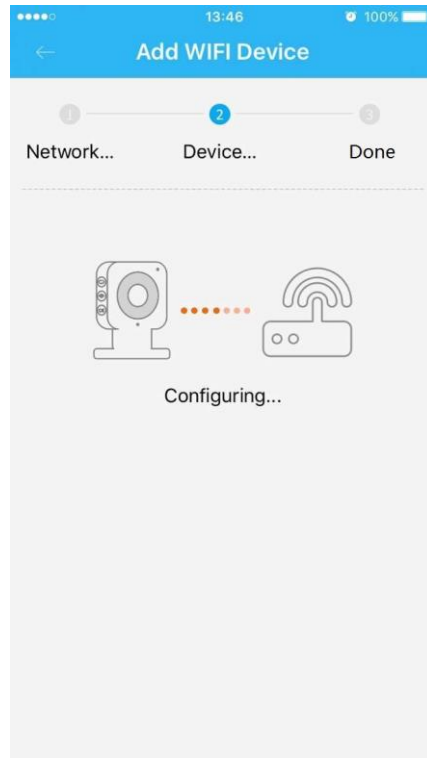 13:46 100%
Add WIFI Device
1 2 3
Network... Device... Done
Configuring...